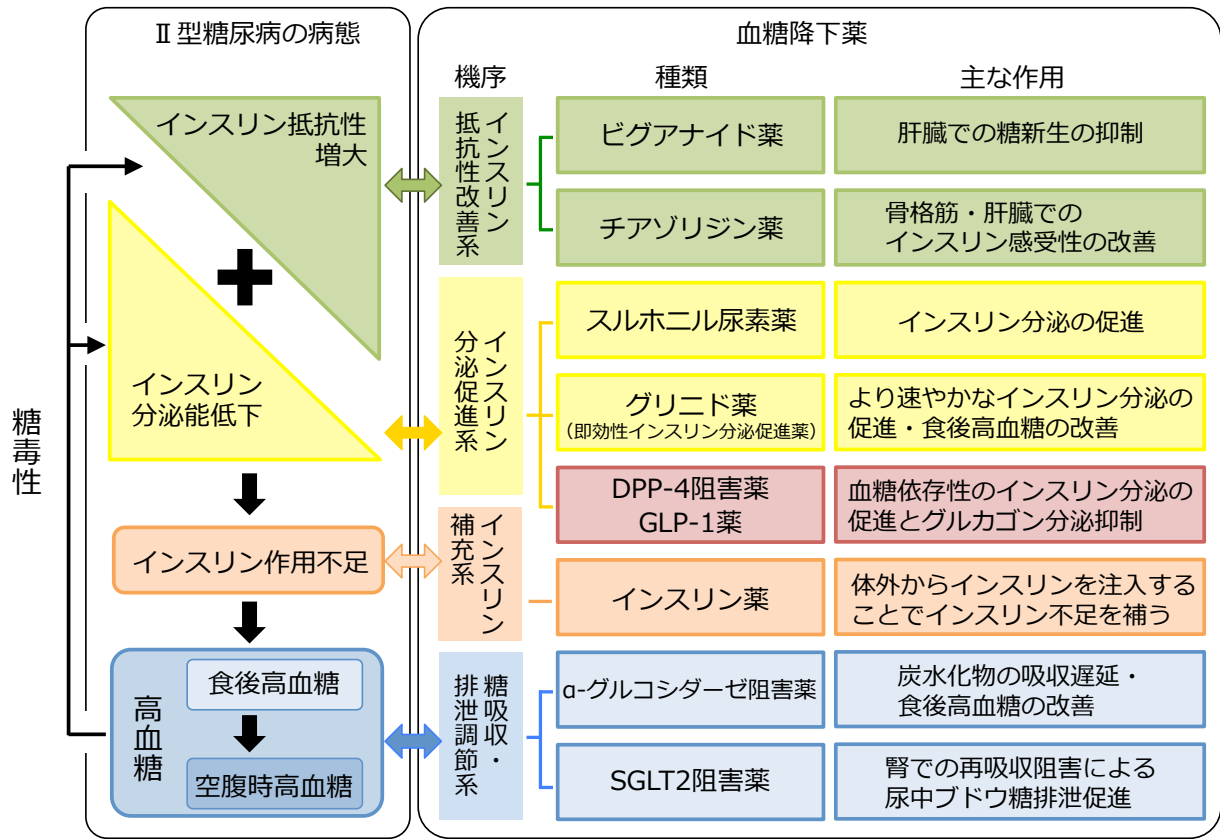 Ⅱ型糖尿病の病態
血糖降下薬
機序
種類
主な作用
インスリン抵抗性
増大
インスリン
抵抗性改善系
ビグアナイド薬
肝臓での糖新生の抑制
チアゾリジン薬
骨格筋・肝臓での
インスリン感受性の改善
インスリン
分泌能低下
インスリン
分泌促進系
スルホニル尿素薬
インスリン分泌の促進
グリニド薬
（即効性インスリン分泌促進薬）
より速やかなインスリン分泌の
促進・食後高血糖の改善
DPP-4阻害薬
GLP-1薬
血糖依存性のインスリン分泌の
促進とグルカゴン分泌抑制
糖毒性
インスリン作用不足
インスリン
補充系
インスリン薬
体外からインスリンを注入する
ことでインスリン不足を補う
高血糖
食後高血糖
空腹時高血糖
糖吸収・
排泄調節系
α-グルコシダーゼ阻害薬
炭水化物の吸収遅延・
食後高血糖の改善
SGLT2阻害薬
腎での再吸収阻害による
尿中ブドウ糖排泄促進